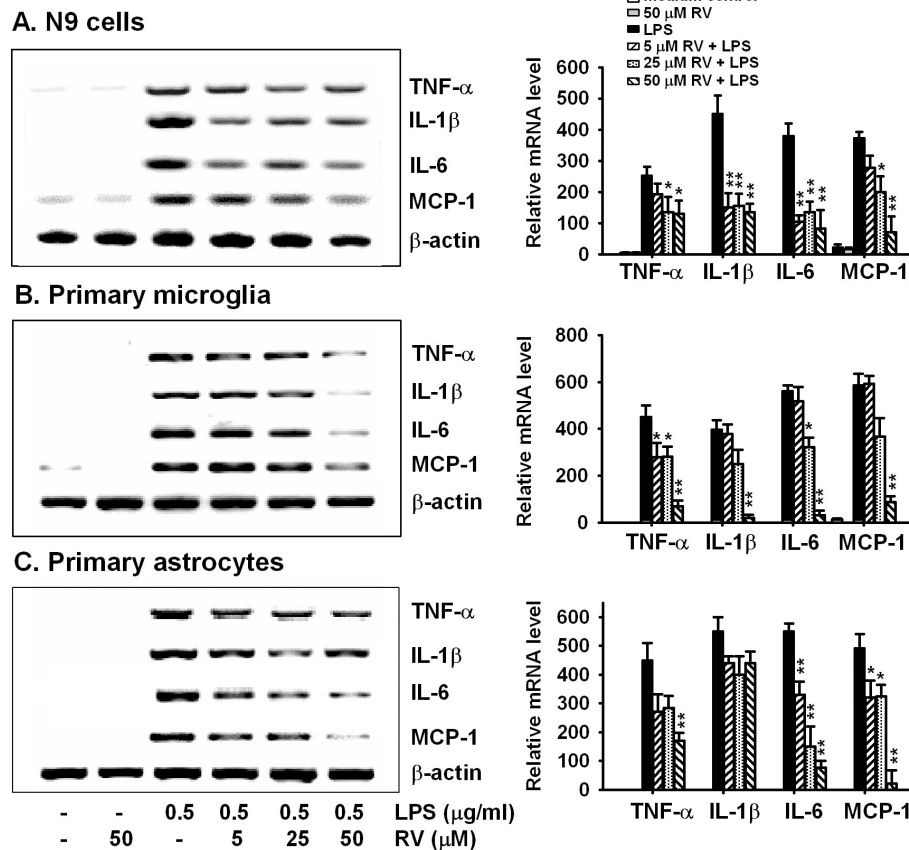 A. N9 cells
TNF-α
IL-1β
IL-6
MCP-1
β-actin
50 μM RV
LPS
5 μM RV + LPS
25 μM RV + LPS
50 μM RV + LPS
Relative mRNA level
600
500
400
300
200
100
0
* *
** ** **
** ** **
* **
TNF-α IL-1β IL-6 MCP-1
B. Primary microglia
TNF-α
IL-1β
IL-6
MCP-1
β-actin
Relative mRNA level
800
600
400
200
0
* * **
**
* **
**
TNF-α IL-1β IL-6 MCP-1
C. Primary astrocytes
TNF-α
IL-1β
IL-6
MCP-1
β-actin
- - 0.5 0.5 0.5 0.5 LPS (μg/ml)
- 50 - 5 25 50 RV (μM)
Relative mRNA level
600
500
400
300
200
100
0
**
** ** **
* * **
TNF-α IL-1β IL-6 MCP-1